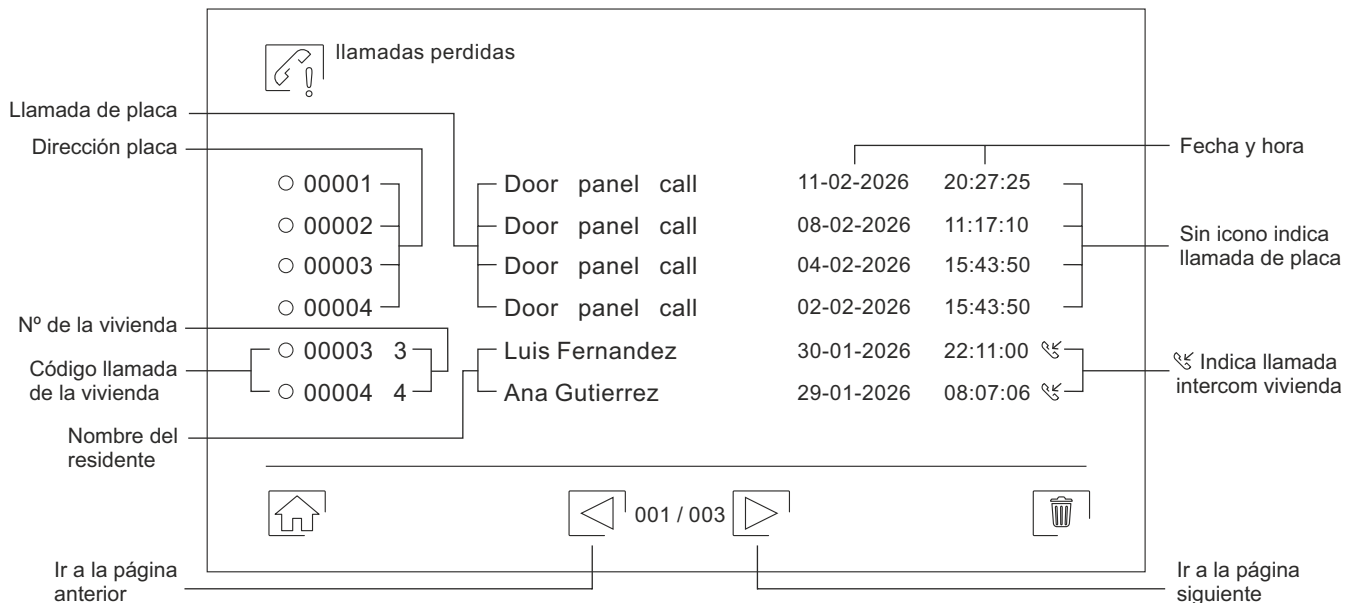 llamadas perdidas
Llamada de placa
Dirección placa
Fecha y hora
00001 Door panel call 11-02-2026 20:27:25
00002 Door panel call 08-02-2026 11:17:10
00003 Door panel call 04-02-2026 15:43:50
00004 Door panel call 02-02-2026 15:43:50
Sin icono indica
llamada de placa
Nº de la vivienda
00003 3 Luis Fernandez 30-01-2026 22:11:00
00004 4 Ana Gutierrez 29-01-2026 08:07:06
Código llamada
de la vivienda
Indica llamada
intercom vivienda
Nombre del
residente
001 / 003
Ir a la página
anterior
Ir a la página
siguiente